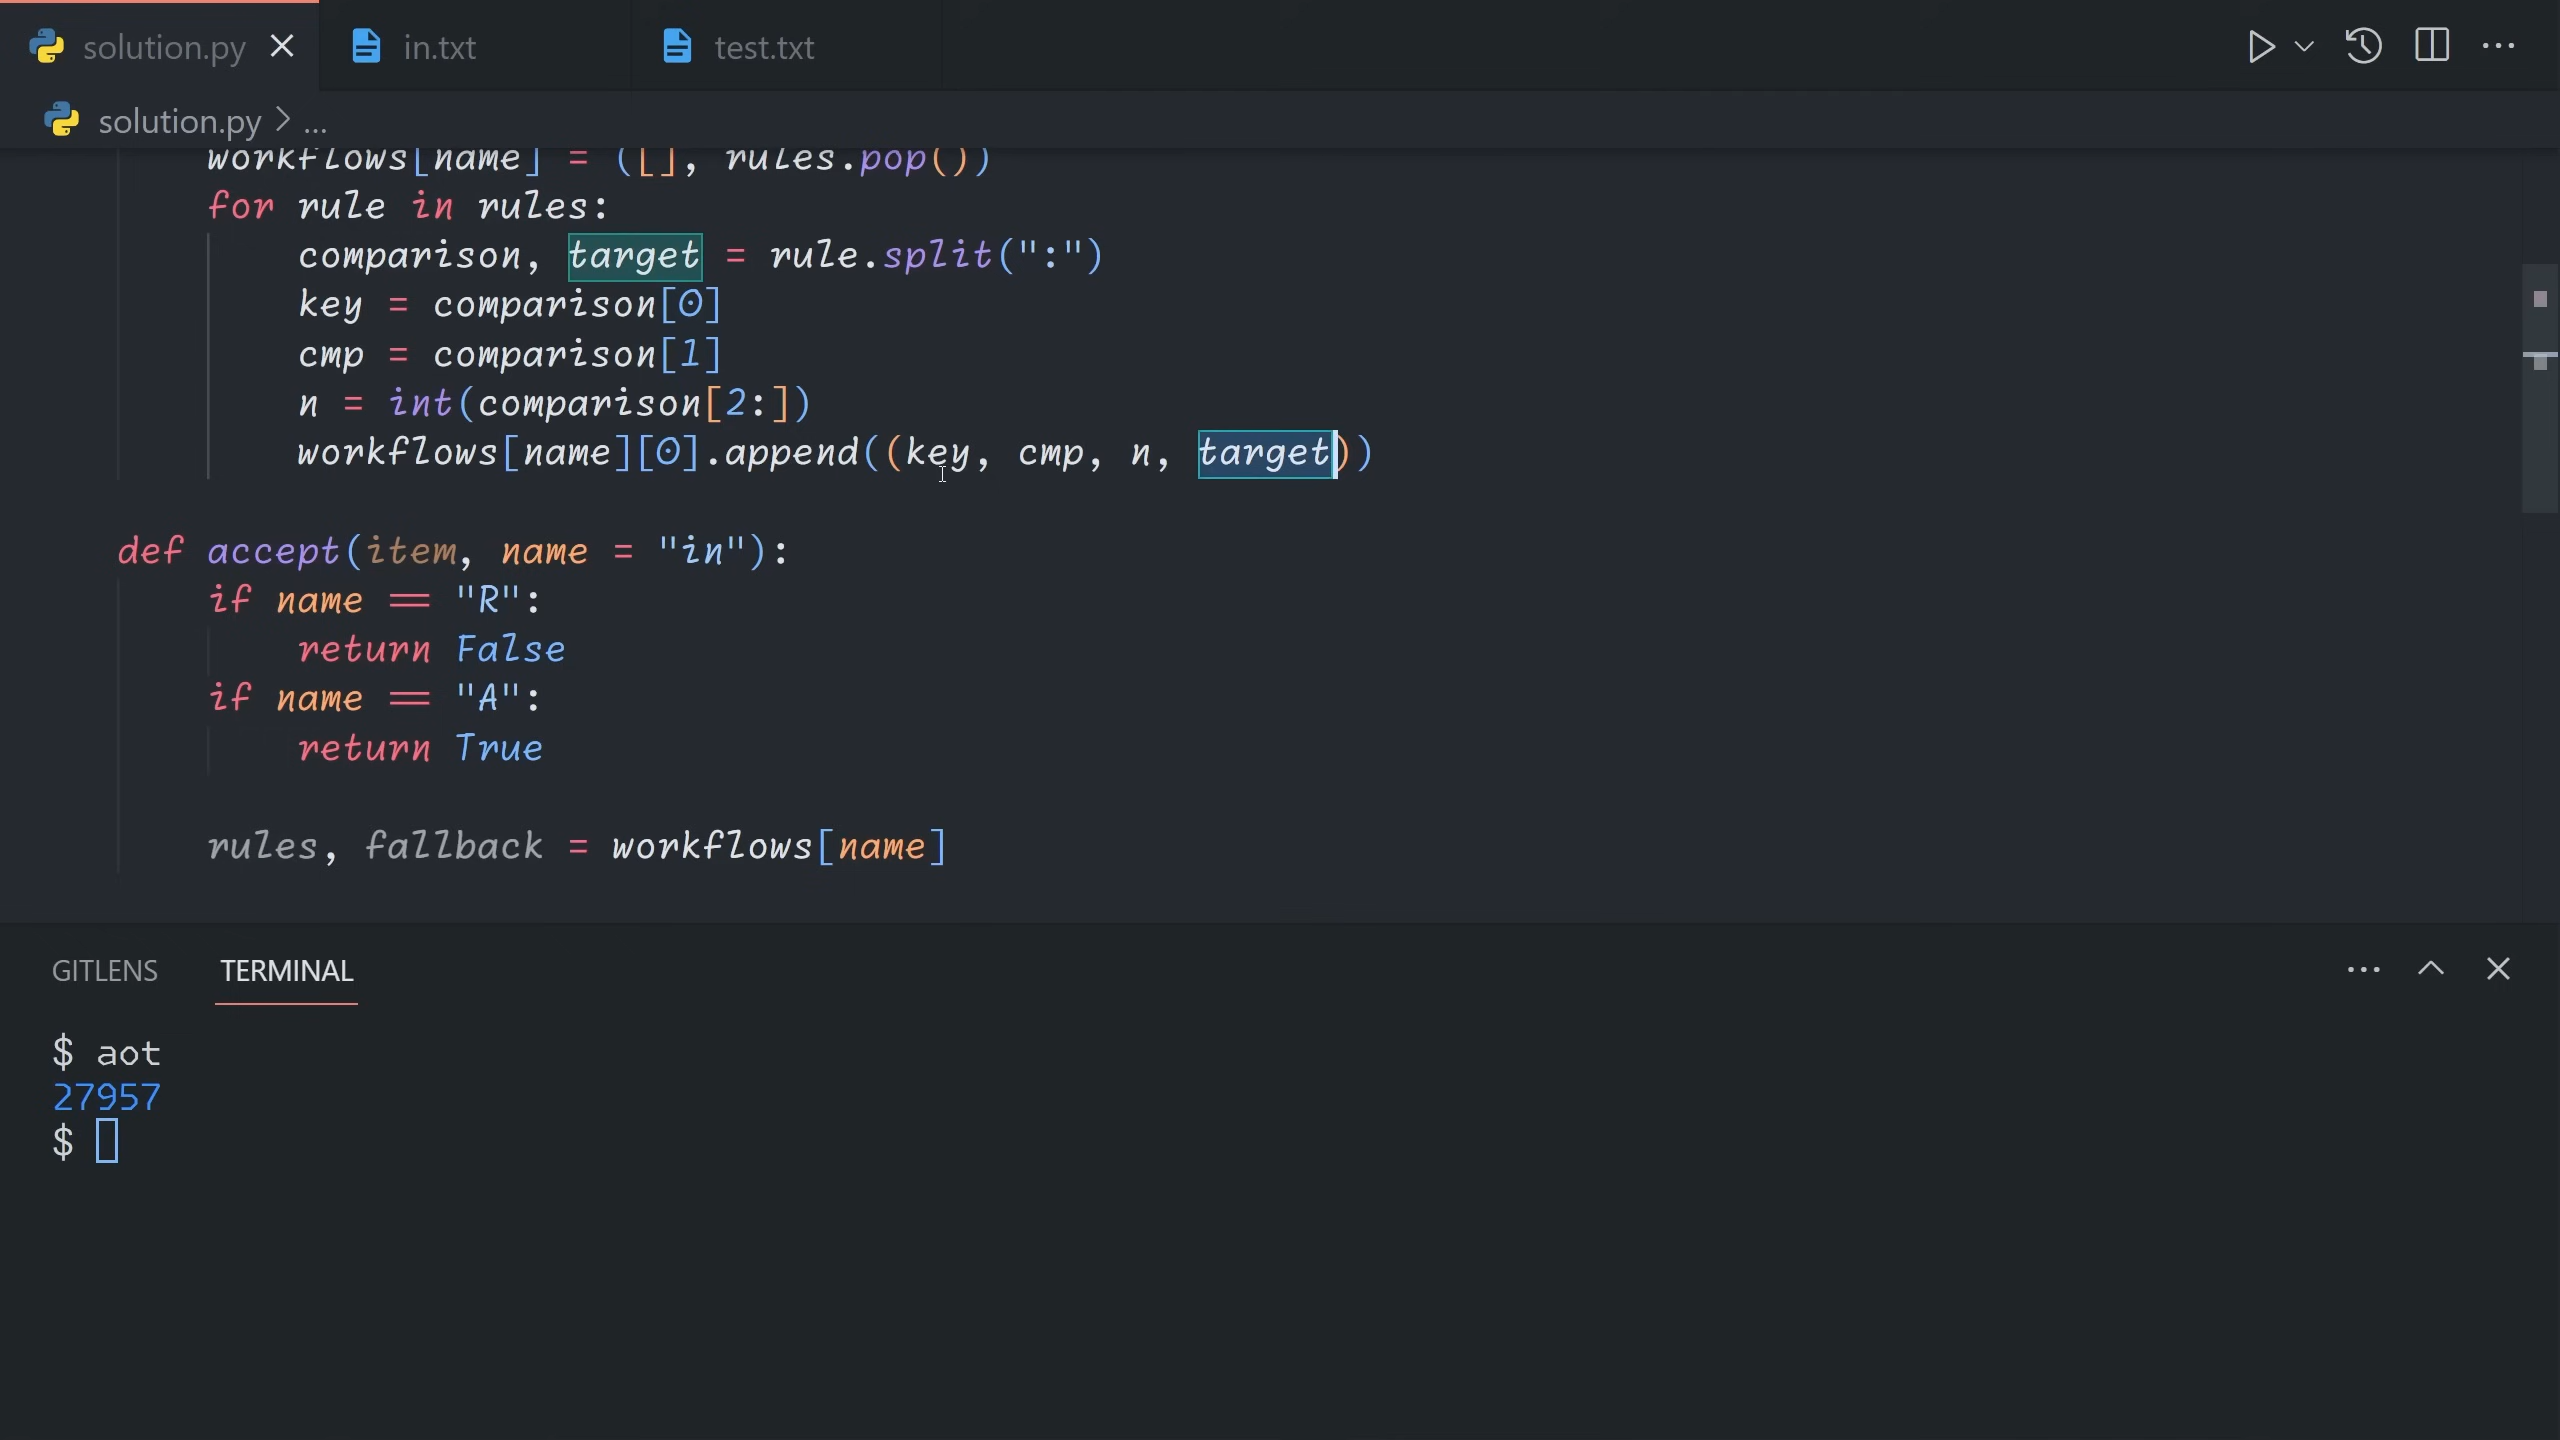 solution.py
in.txt
test.txt
solution.py > ...
workflows[name] = ([], rules.pop())
for rule in rules:
comparison, target = rule.split(":")
key = comparison[0]
cmp = comparison[1]
n = int(comparison[2:])
workflows[name][0].append((key, cmp, n, target))
def accept(item, name = "in"):
if name == "R":
return False
if name == "A":
return True
rules, fallback = workflows[name]
GITLENS
TERMINAL
$ aot
27957
$